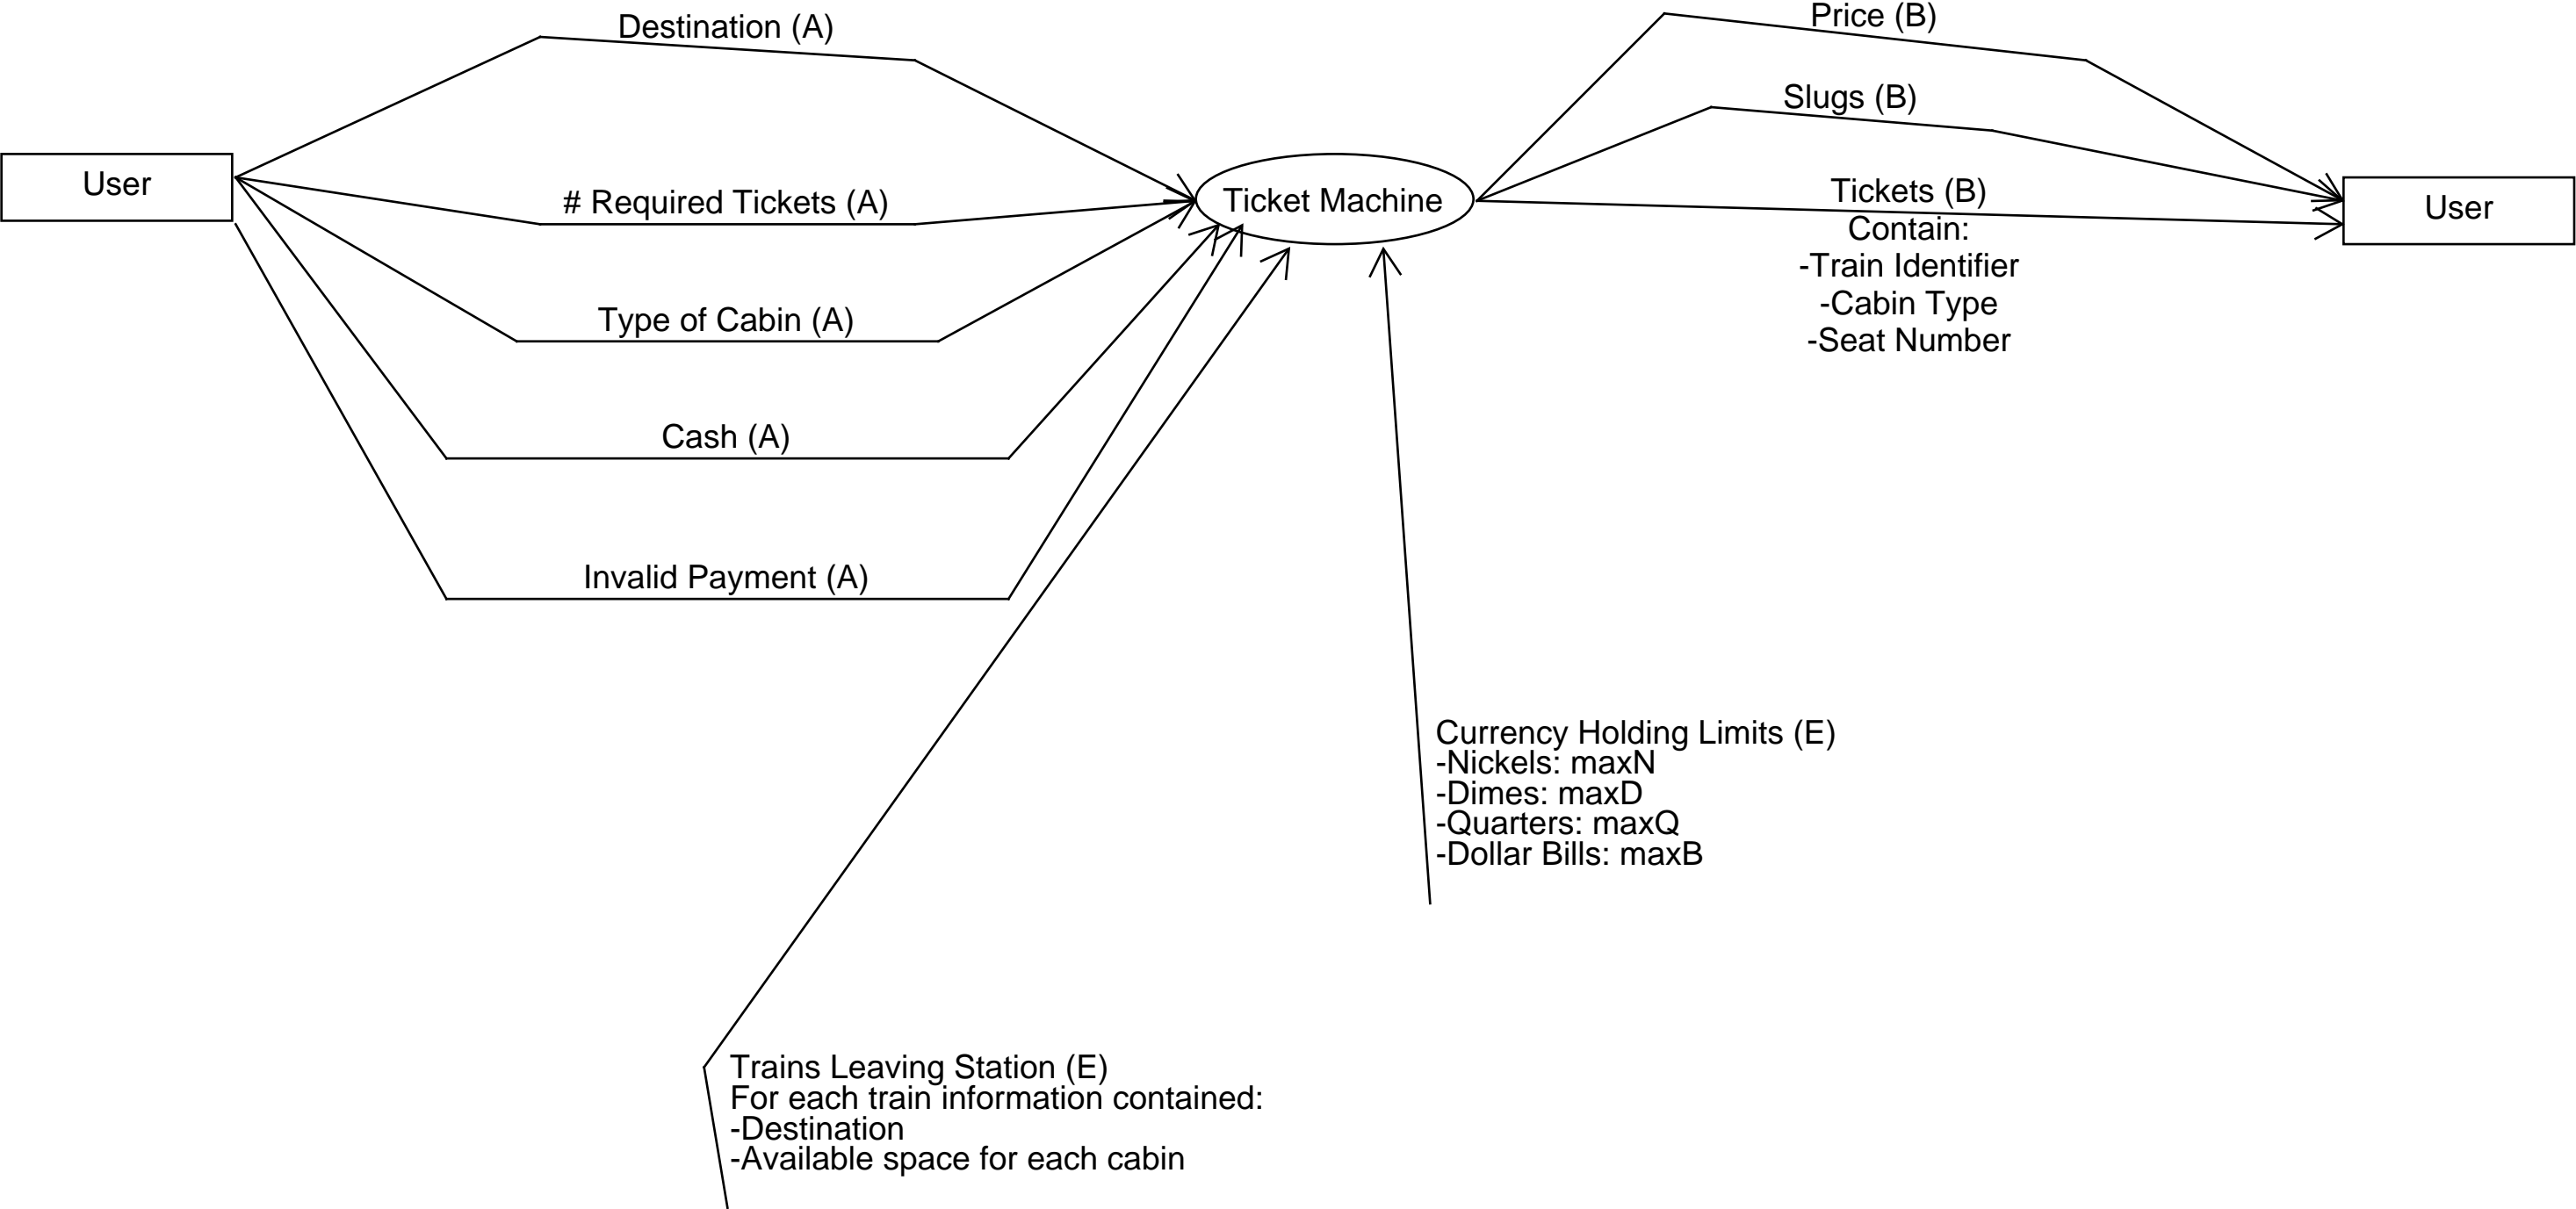 Destination (A)
Price (B)
Slugs (B)
User
# Required Tickets (A)
Ticket Machine
Tickets (B)
Contain:
-Train Identifier
-Cabin Type
-Seat Number
User
Type of Cabin (A)
Cash (A)
Invalid Payment (A)
Currency Holding Limits (E)
-Nickels: maxN
-Dimes: maxD
-Quarters: maxQ
-Dollar Bills: maxB
Trains Leaving Station (E)
For each train information contained:
-Destination
-Available space for each cabin